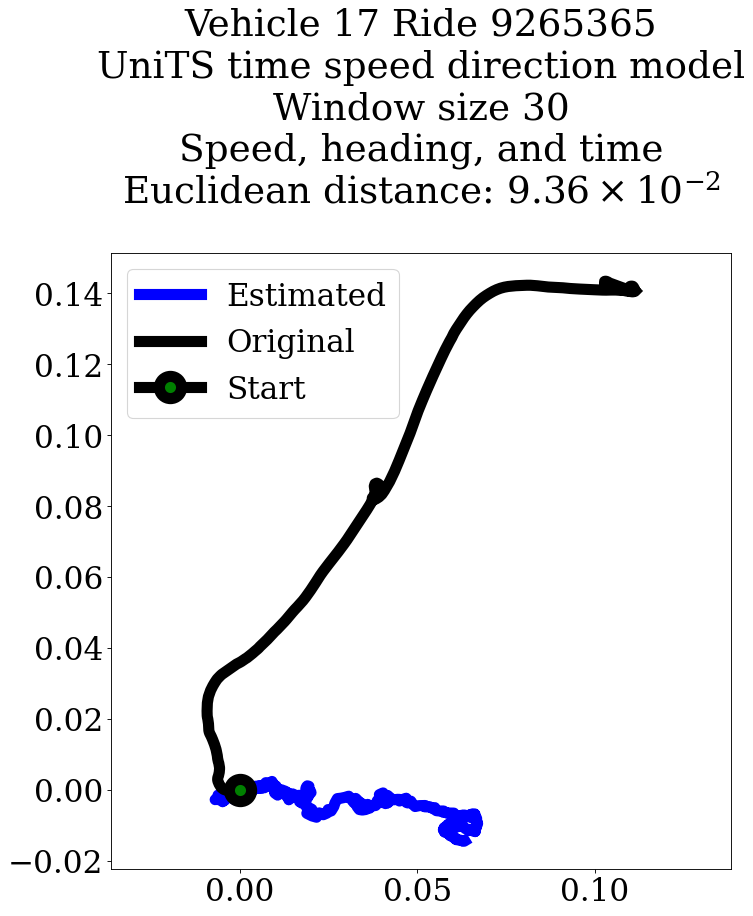 Vehicle 17 Ride 9265365
UniTS time speed direction model
Window size 30
Speed, heading, and time
Euclidean distance: 9.36 × 10⁻²
Estimated
Original
Start
0.14
0.12
0.10
0.08
0.06
0.04
0.02
0.00
−0.02
0.00 0.05 0.10